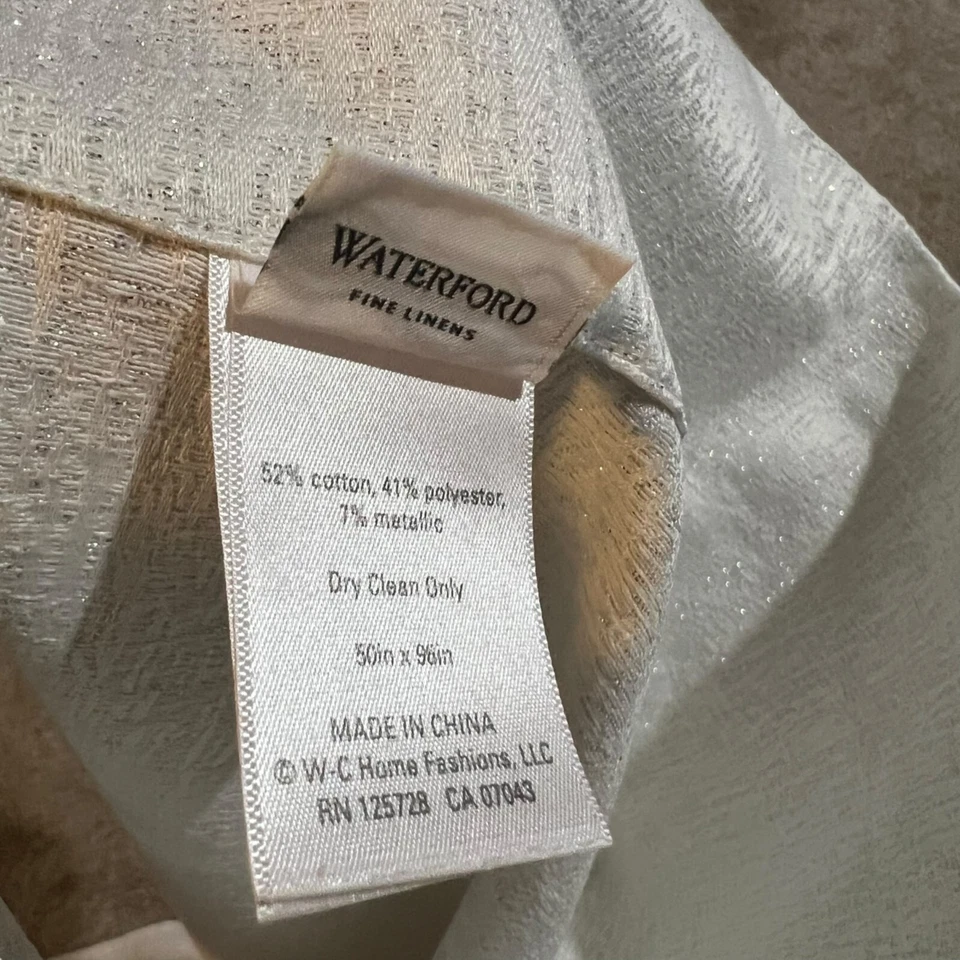 WATERFORD
FINE LINENS
52% cotton, 41% polyester,
7% metallic
Dry Clean Only
50in x 96in
MADE IN CHINA
© W-C Home Fashions, LLC
RN 125728 CA 07043